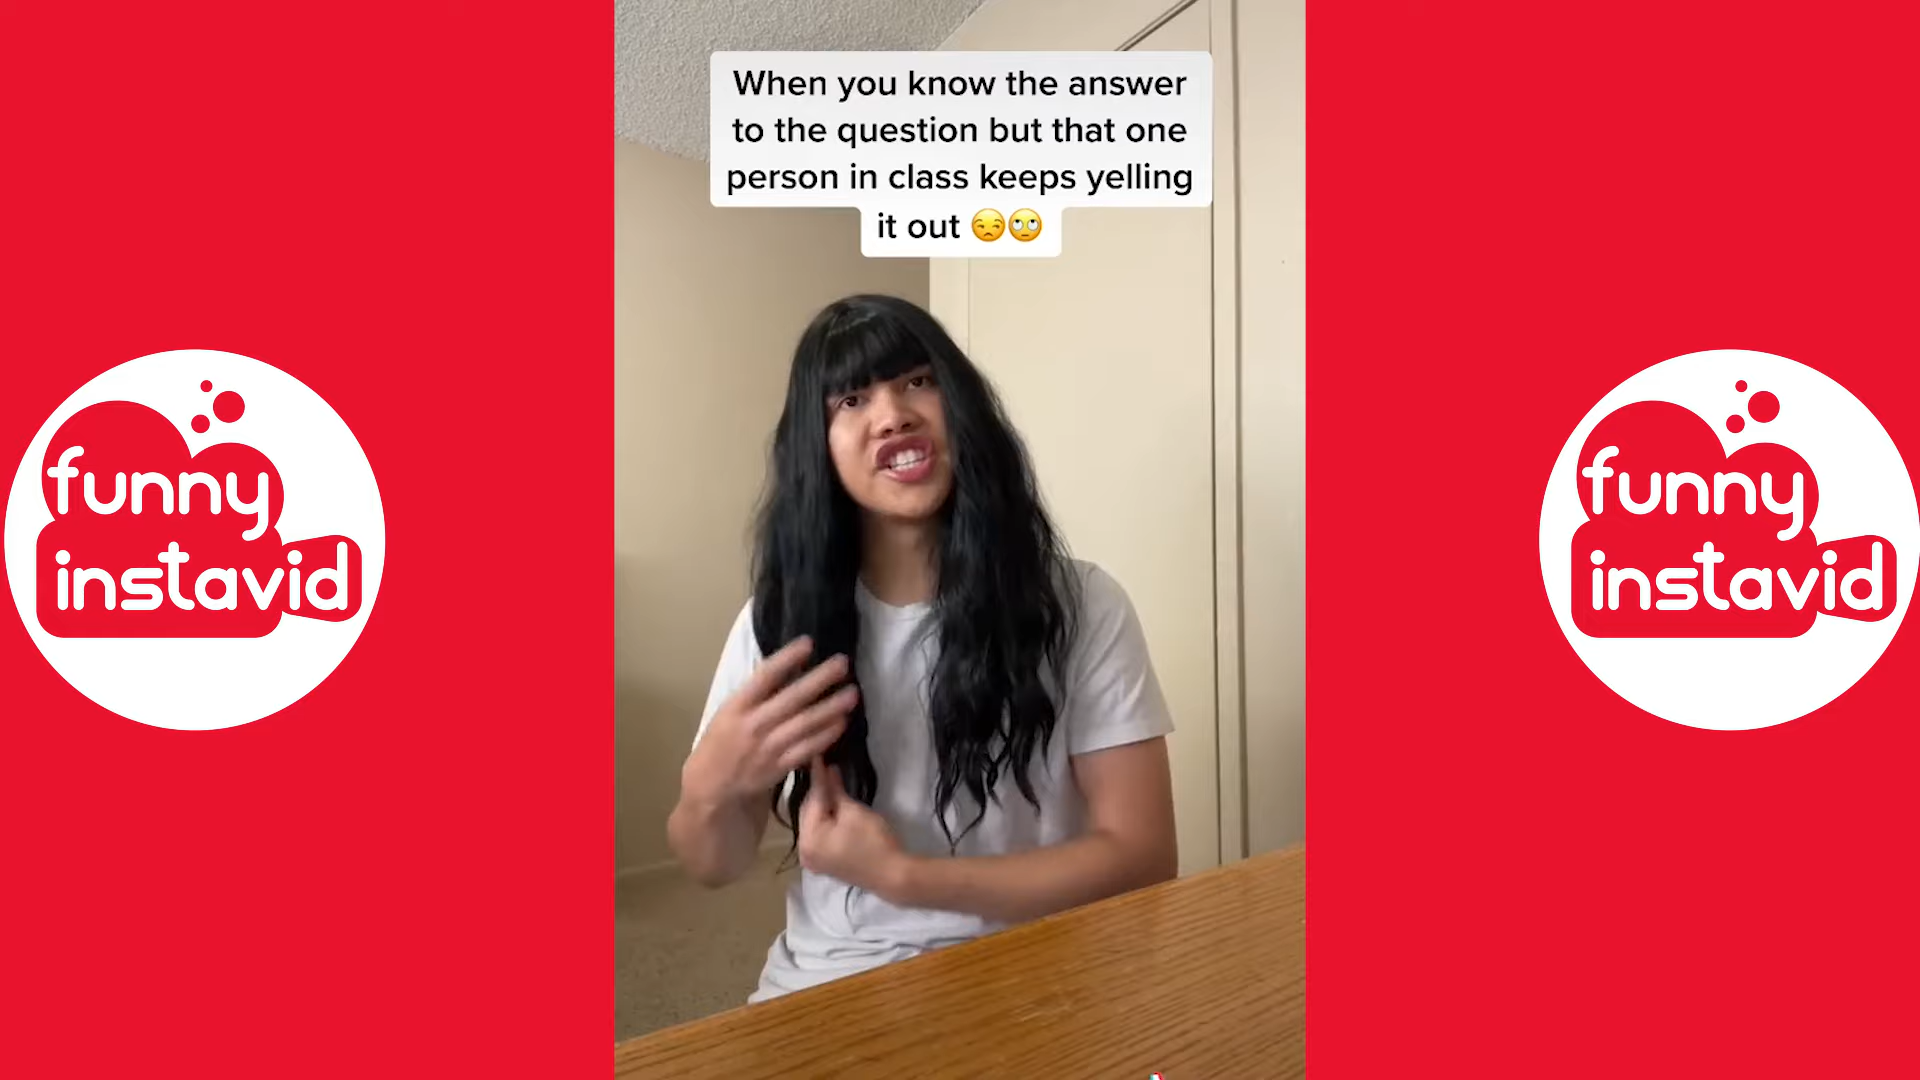 When you know the answer
to the question but that one
person in class keeps yelling
it out 😒🙄
funny
instavid
funny
instavid